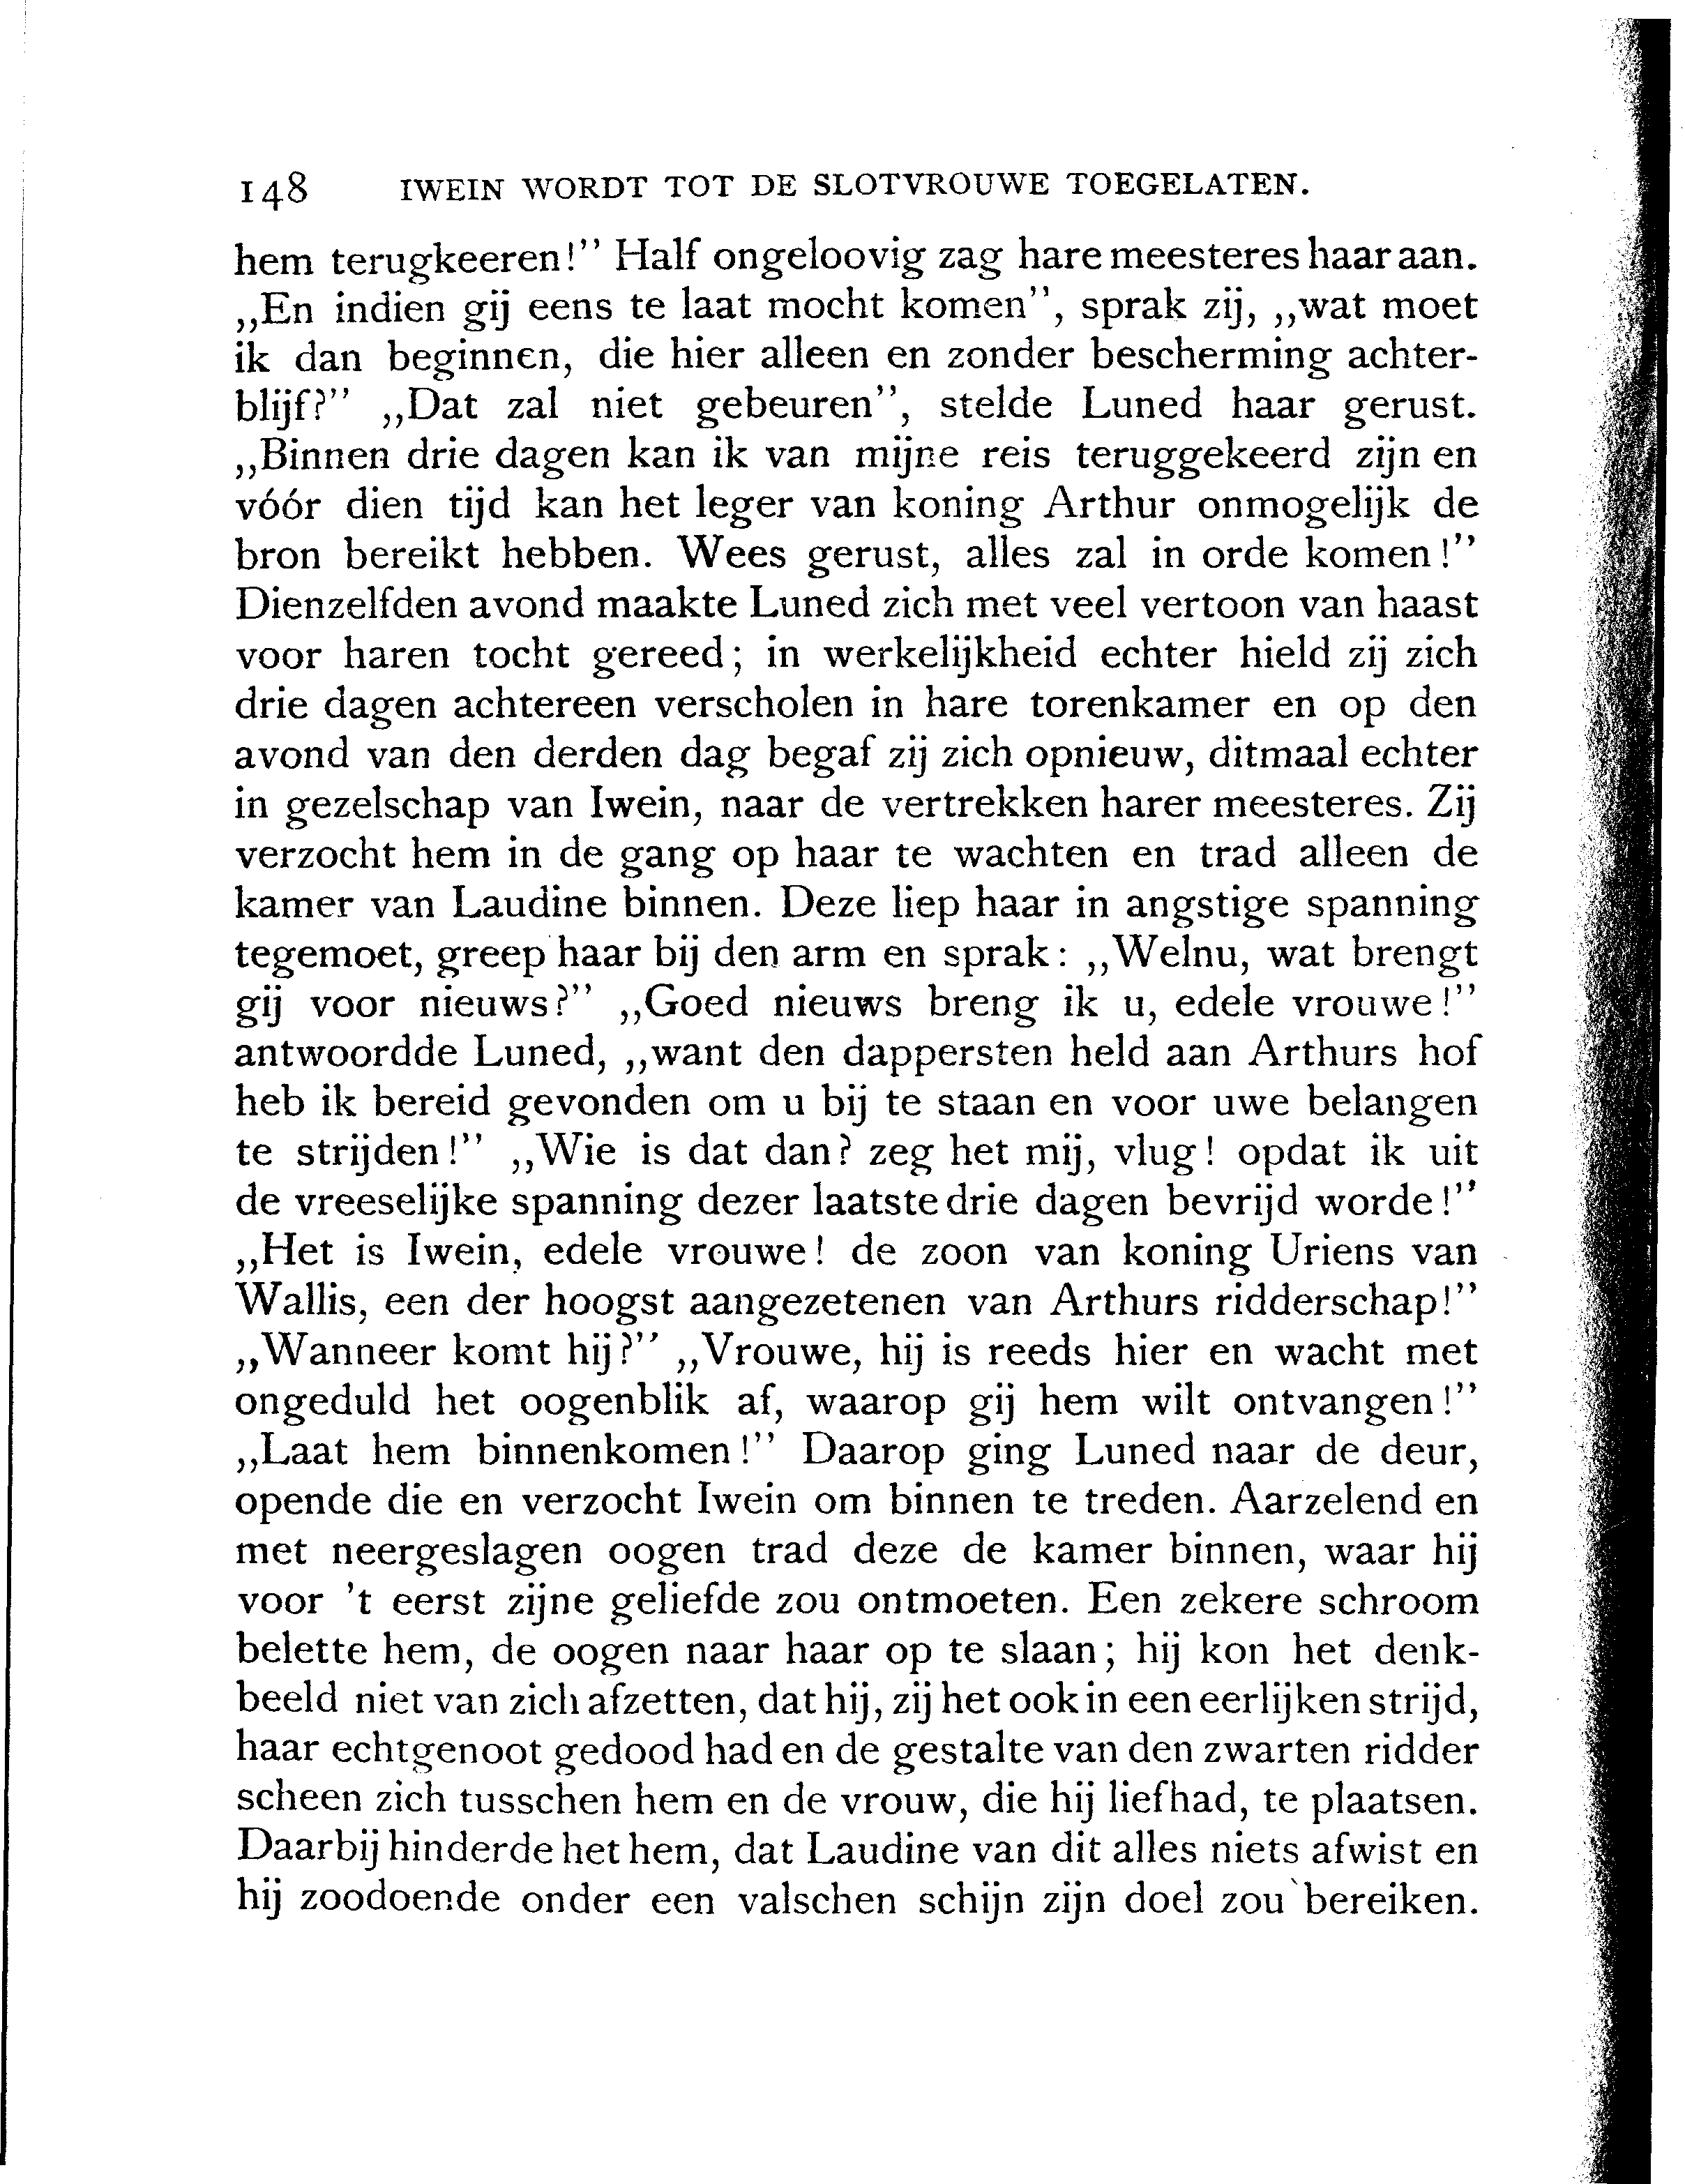 148 IWEIN WORDT TOT DE SLOTVROUWE TOEGELATEN.
hem terugkeeren!’’ Half ongeloovig zag hare meesteres haar aan.
,,En indien gij eens te laat mocht komen’’, sprak zij, ,,wat moet
ik dan beginnen, die hier alleen en zonder bescherming achter-
blijf?’’ ,,Dat zal niet gebeuren’’, stelde Luned haar gerust.
,,Binnen drie dagen kan ik van mijne reis teruggekeerd zijn en
vóór dien tijd kan het leger van koning Arthur onmogelijk de
bron bereikt hebben. Wees gerust, alles zal in orde komen!’’
Dienzelfden avond maakte Luned zich met veel vertoon van haast
voor haren tocht gereed; in werkelijkheid echter hield zij zich
drie dagen achtereen verscholen in hare torenkamer en op den
avond van den derden dag begaf zij zich opnieuw, ditmaal echter
in gezelschap van Iwein, naar de vertrekken harer meesteres. Zij
verzocht hem in de gang op haar te wachten en trad alleen de
kamer van Laudine binnen. Deze liep haar in angstige spanning
tegemoet, greep haar bij den arm en sprak: ,,Welnu, wat brengt
gij voor nieuws?’’ ,,Goed nieuws breng ik u, edele vrouwe!’’
antwoordde Luned, ,,want den dappersten held aan Arthurs hof
heb ik bereid gevonden om u bij te staan en voor uwe belangen
te strijden!’’ ,,Wie is dat dan? zeg het mij, vlug! opdat ik uit
de vreeselijke spanning dezer laatste drie dagen bevrijd worde!’’
,,Het is Iwein, edele vrouwe! de zoon van koning Uriens van
Wallis, een der hoogst aangezetenen van Arthurs ridderschap!’’
,,Wanneer komt hij?’’ ,,Vrouwe, hij is reeds hier en wacht met
ongeduld het oogenblik af, waarop gij hem wilt ontvangen!’’
,,Laat hem binnenkomen!’’ Daarop ging Luned naar de deur,
opende die en verzocht Iwein om binnen te treden. Aarzelend en
met neergeslagen oogen trad deze de kamer binnen, waar hij
voor 't eerst zijne geliefde zou ontmoeten. Een zekere schroom
belette hem, de oogen naar haar op te slaan; hij kon het denk-
beeld niet van zich afzetten, dat hij, zij het ook in een eerlijken strijd,
haar echtgenoot gedood had en de gestalte van den zwarten ridder
scheen zich tusschen hem en de vrouw, die hij liefhad, te plaatsen.
Daarbij hinderde het hem, dat Laudine van dit alles niets afwist en
hij zoodoende onder een valschen schijn zijn doel zou bereiken.